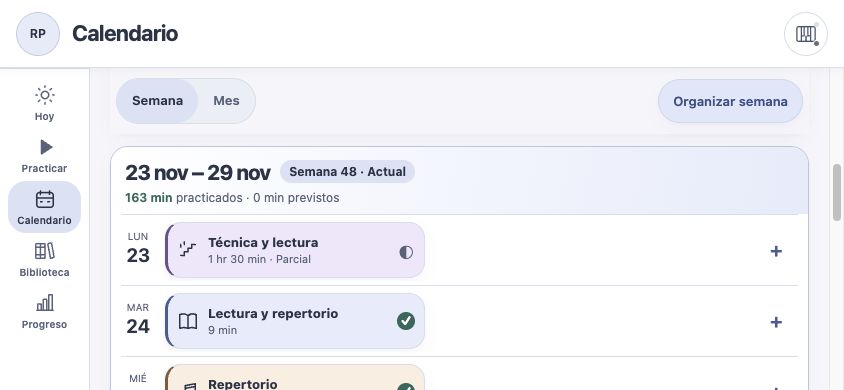 RP
Calendario
Hoy
Practicar
Calendario
Biblioteca
Progreso
Semana
Mes
Organizar semana
23 nov – 29 nov
Semana 48 · Actual
163 min practicados · 0 min previstos
LUN
23
Técnica y lectura
1 hr 30 min · Parcial
+
MAR
24
Lectura y repertorio
9 min
+
MIÉ
Repertorio